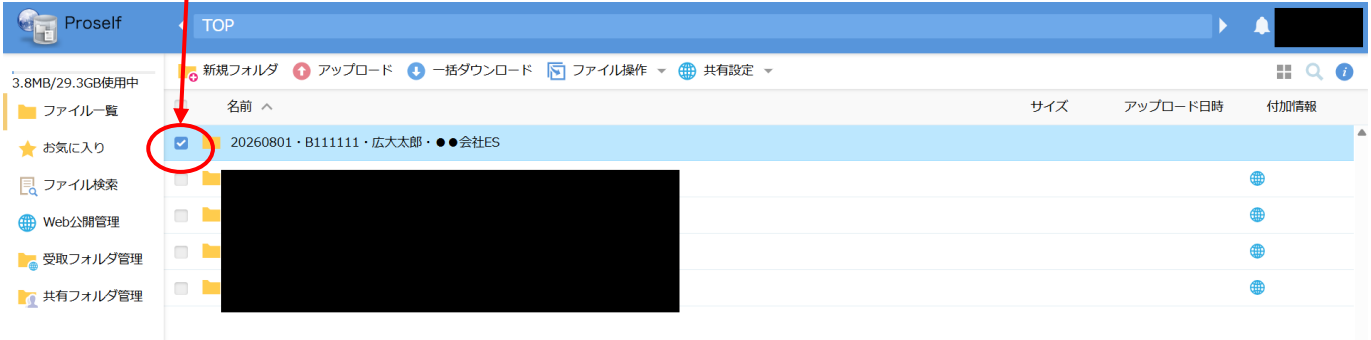 Proself
TOP
3.8MB/29.3GB使用中
新規フォルダ アップロード 一括ダウンロード ファイル操作 共有設定
ファイル一覧
お気に入り
ファイル検索
Web公開管理
受取フォルダ管理
共有フォルダ管理
名前 サイズ アップロード日時 付加情報
20260801・B111111・広大太郎・●●会社ES